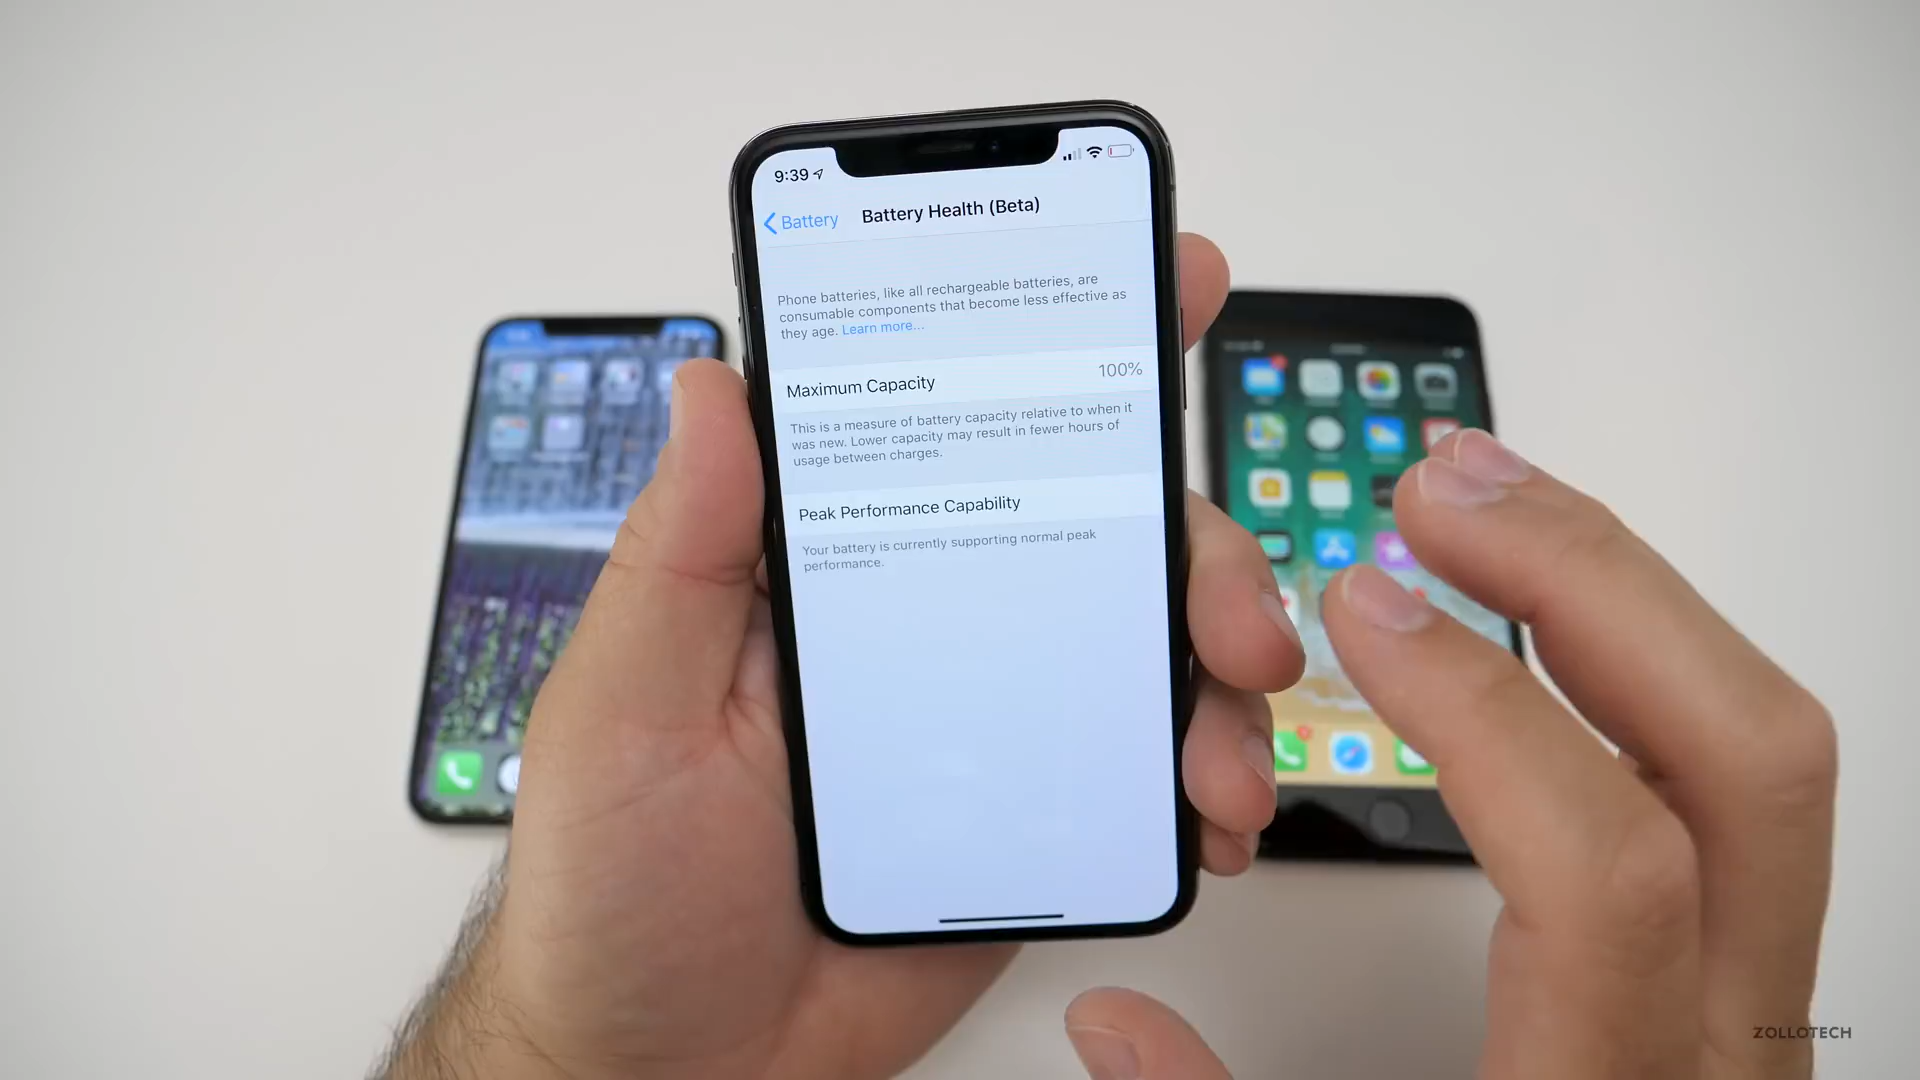 9:39
Battery
Battery Health (Beta)
Phone batteries, like all rechargeable batteries, are
consumable components that become less effective as
they age. Learn more...
Maximum Capacity
100%
This is a measure of battery capacity relative to when it
was new. Lower capacity may result in fewer hours of
usage between charges.
Peak Performance Capability
Your battery is currently supporting normal peak
performance.
ZOLLOTECH